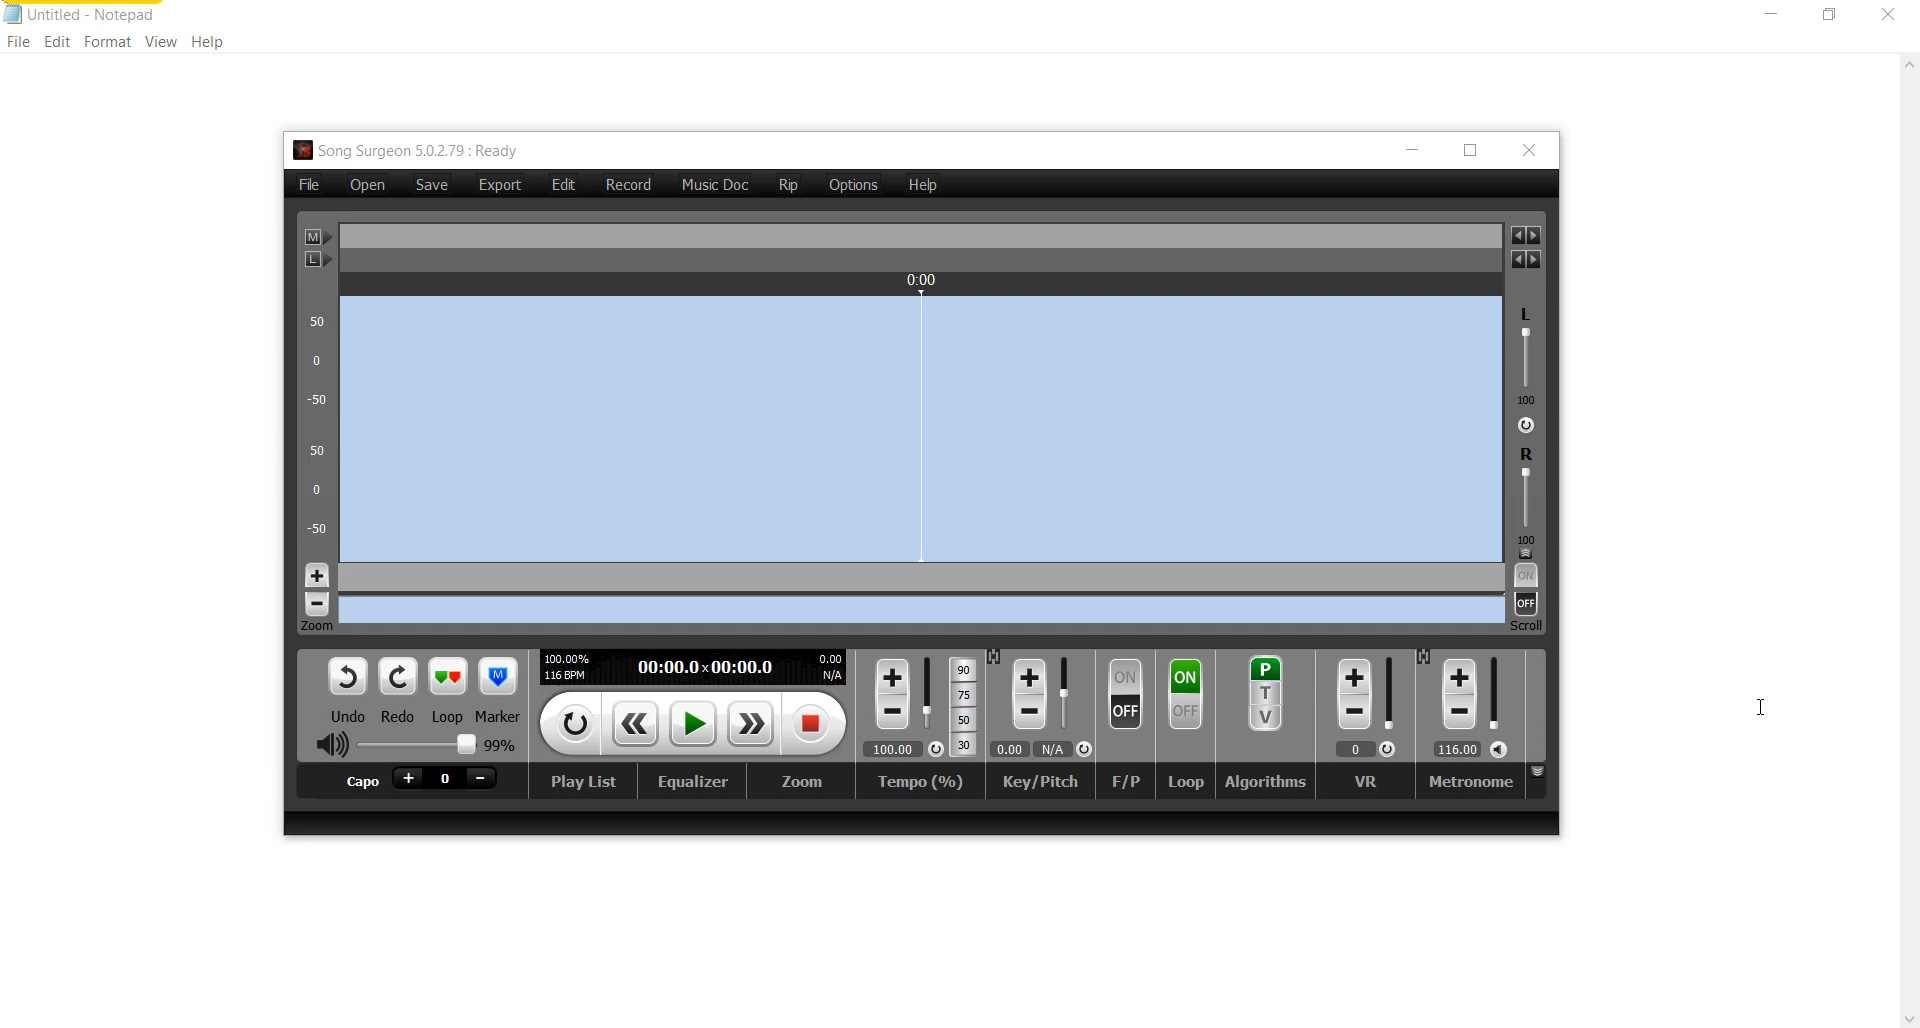 Untitled - Notepad
File Edit Format View Help
Song Surgeon 5.0.2.79 : Ready
File Open Save Export Edit Record Music Doc Rip Options Help
M
L
0:00
50
0
-50
50
0
-50
L
100
R
100
ON
OFF
Zoom
Scroll
Undo Redo Loop Marker
M
99%
Capo + 0 -
100.00%
116 BPM
00:00.0 x 00:00.0
0.00
N/A
90
75
50
30
100.00
0.00 N/A
ON
OFF
ON
OFF
P
T
V
0
116.00
Play List Equalizer Zoom Tempo (%) Key/Pitch F/P Loop Algorithms VR Metronome